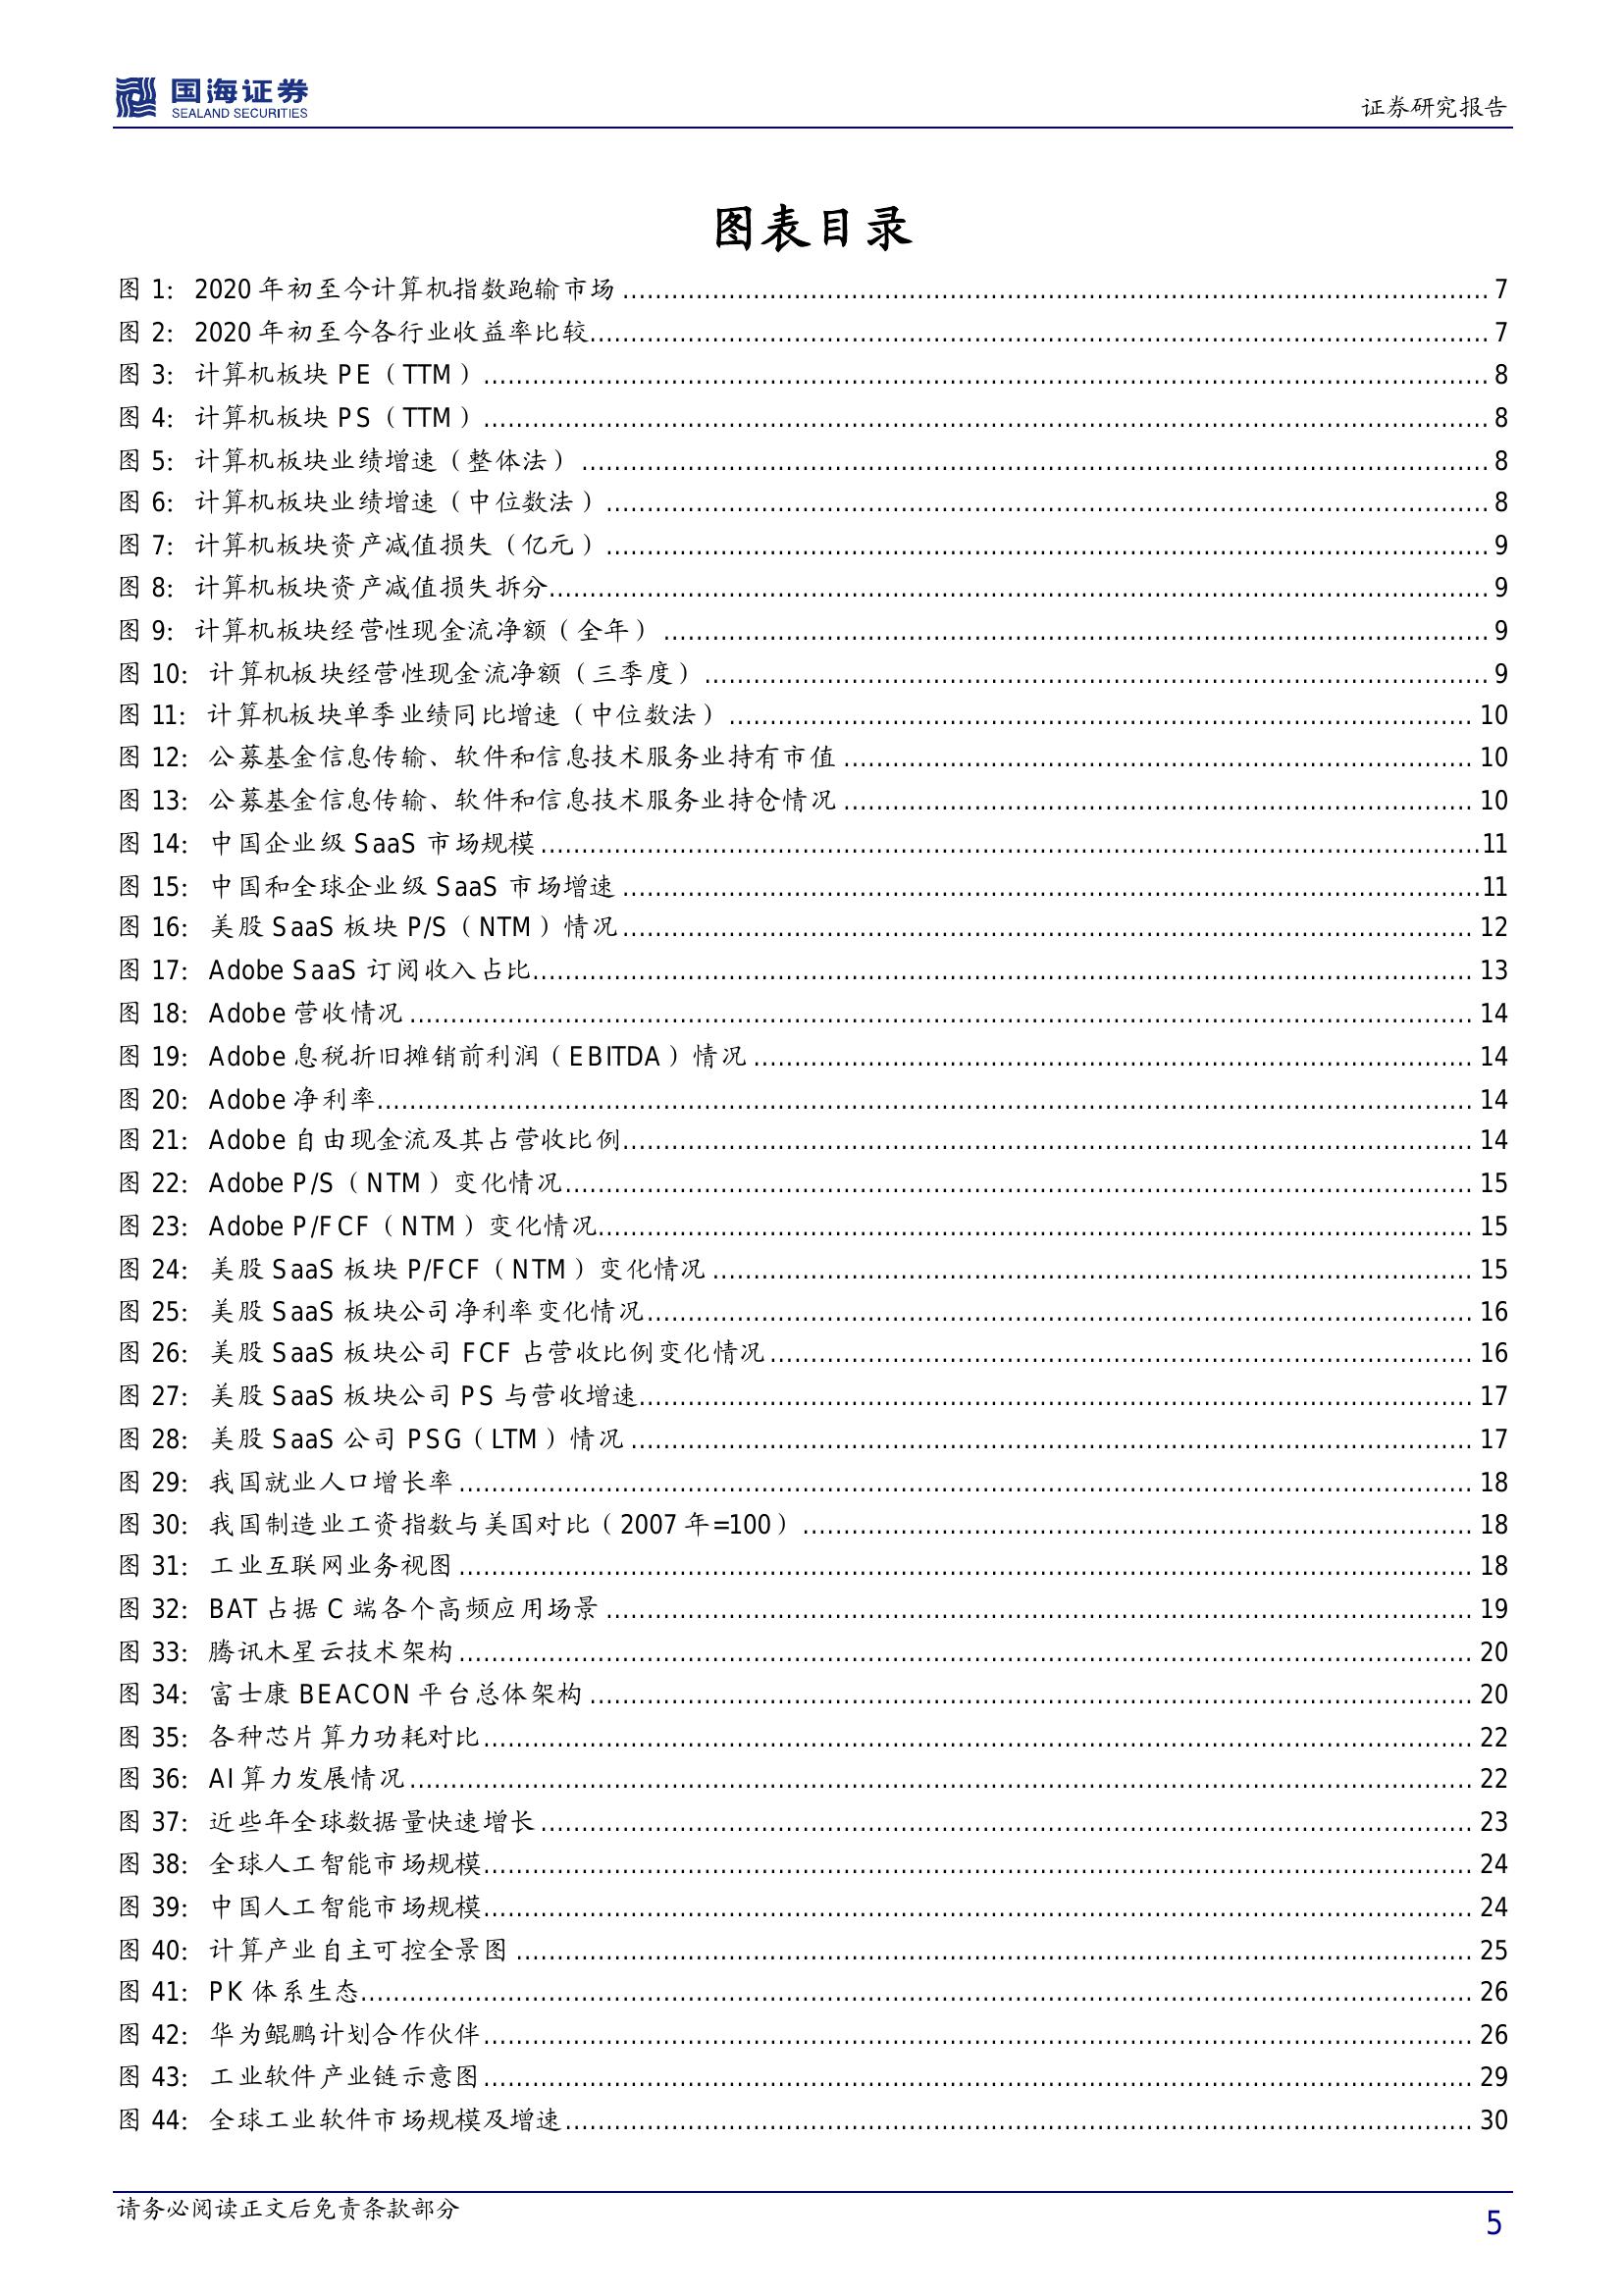 国海证券
SEALAND SECURITIES
证券研究报告
图表目录
图 1: 2020 年初至今计算机指数跑输市场 7
图 2: 2020 年初至今各行业收益率比较 7
图 3: 计算机板块 PE（TTM） 8
图 4: 计算机板块 PS（TTM） 8
图 5: 计算机板块业绩增速（整体法） 8
图 6: 计算机板块业绩增速（中位数法） 8
图 7: 计算机板块资产减值损失（亿元） 9
图 8: 计算机板块资产减值损失拆分 9
图 9: 计算机板块经营性现金流净额（全年） 9
图 10: 计算机板块经营性现金流净额（三季度） 9
图 11: 计算机板块单季业绩同比增速（中位数法） 10
图 12: 公募基金信息传输、软件和信息技术服务业持有市值 10
图 13: 公募基金信息传输、软件和信息技术服务业持仓情况 10
图 14: 中国企业级 SaaS 市场规模 11
图 15: 中国和全球企业级 SaaS 市场增速 11
图 16: 美股 SaaS 板块 P/S（NTM）情况 12
图 17: Adobe SaaS 订阅收入占比 13
图 18: Adobe 营收情况 14
图 19: Adobe 息税折旧摊销前利润（EBITDA）情况 14
图 20: Adobe 净利率 14
图 21: Adobe 自由现金流及其占营收比例 14
图 22: Adobe P/S（NTM）变化情况 15
图 23: Adobe P/FCF（NTM）变化情况 15
图 24: 美股 SaaS 板块 P/FCF（NTM）变化情况 15
图 25: 美股 SaaS 板块公司净利率变化情况 16
图 26: 美股 SaaS 板块公司 FCF 占营收比例变化情况 16
图 27: 美股 SaaS 板块公司 PS 与营收增速 17
图 28: 美股 SaaS 公司 PSG（LTM）情况 17
图 29: 我国就业人口增长率 18
图 30: 我国制造业工资指数与美国对比（2007 年=100） 18
图 31: 工业互联网业务视图 18
图 32: BAT 占据 C 端各个高频应用场景 19
图 33: 腾讯木星云技术架构 20
图 34: 富士康 BEACON 平台总体架构 20
图 35: 各种芯片算力功耗对比 22
图 36: AI 算力发展情况 22
图 37: 近些年全球数据量快速增长 23
图 38: 全球人工智能市场规模 24
图 39: 中国人工智能市场规模 24
图 40: 计算产业自主可控全景图 25
图 41: PK 体系生态 26
图 42: 华为鲲鹏计划合作伙伴 26
图 43: 工业软件产业链示意图 29
图 44: 全球工业软件市场规模及增速 30
请务必阅读正文后免责条款部分
5